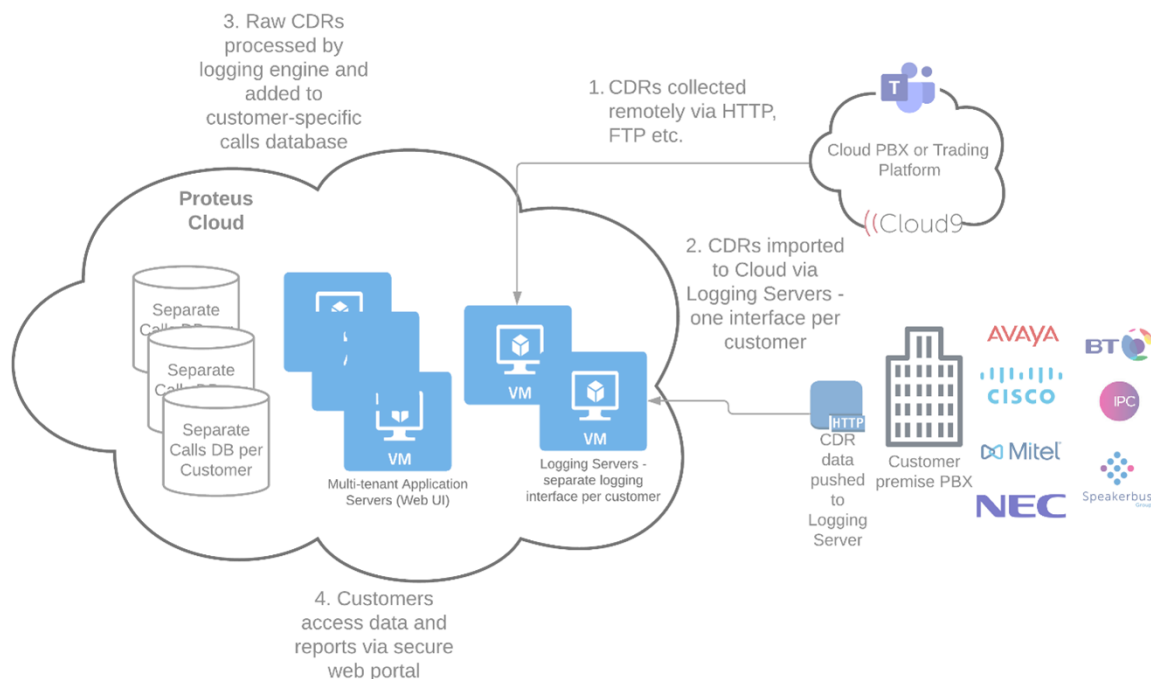 3. Raw CDRs
processed by
logging engine and
added to
customer-specific
calls database
1. CDRs collected
remotely via HTTP,
FTP etc.
T
Cloud PBX or Trading
Platform
((Cloud9
Proteus
Cloud
2. CDRs imported
to Cloud via
Logging Servers -
one interface per
customer
Separate
Separate
Separate
Calls DB per
Customer
VM
Multi-tenant Application
Servers (Web UI)
VM
VM
Logging Servers -
separate logging
interface per customer
HTTP
CDR
data
pushed
to
Logging
Server
Customer
premise PBX
AVAYA
BT
CISCO
IPC
Mitel
Speakerbus
Group
NEC
4. Customers
access data and
reports via secure
web portal